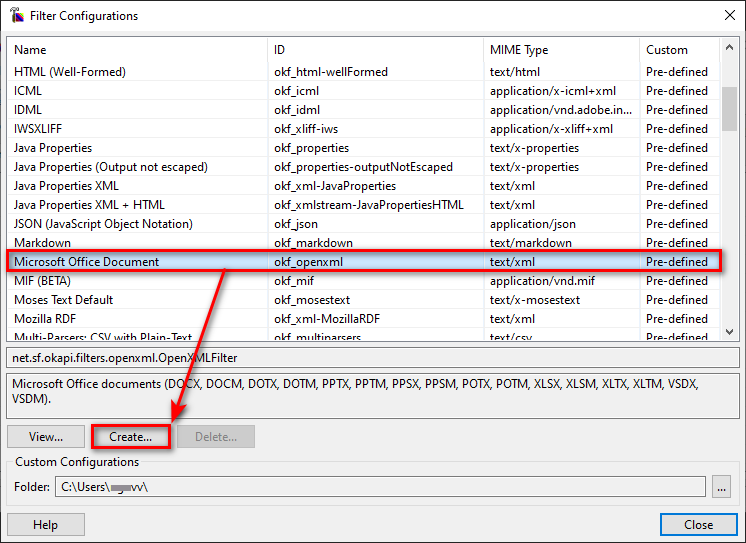 Filter Configurations
Name ID MIME Type Custom
HTML (Well-Formed) okf_html-wellFormed text/html Pre-defined
ICML okf_icml application/x-icml+xml Pre-defined
IDML okf_idml application/vnd.adobe.in... Pre-defined
IWSXLIFF okf_xliff-iws application/x-xliff+xml Pre-defined
Java Properties okf_properties text/x-properties Pre-defined
Java Properties (Output not escaped) okf_properties-outputNotEscaped text/x-properties Pre-defined
Java Properties XML okf_xml-JavaProperties text/xml Pre-defined
Java Properties XML + HTML okf_xmlstream-JavaPropertiesHTML text/xml Pre-defined
JSON (JavaScript Object Notation) okf_json application/json Pre-defined
Markdown okf_markdown text/markdown Pre-defined
Microsoft Office Document okf_openxml text/xml Pre-defined
MIF (BETA) okf_mif application/vnd.mif Pre-defined
Moses Text Default okf_mosestext text/x-mosestext Pre-defined
Mozilla RDF okf_xml-MozillaRDF text/xml Pre-defined
Multi-Parsers: CSV with Plain-Text okf_multiparsers text/csv Pre-defined
net.sf.okapi.filters.openxml.OpenXMLFilter
Microsoft Office documents (DOCX, DOCM, DOTX, DOTM, PPTX, PPTM, PPSX, PPSM, POTX, POTM, XLSX, XLSM, XLTX, XLTM, VSDX,
VSDM).
View... Create... Delete...
Custom Configurations
Folder: C:\Users\ vv\ ...
Help Close